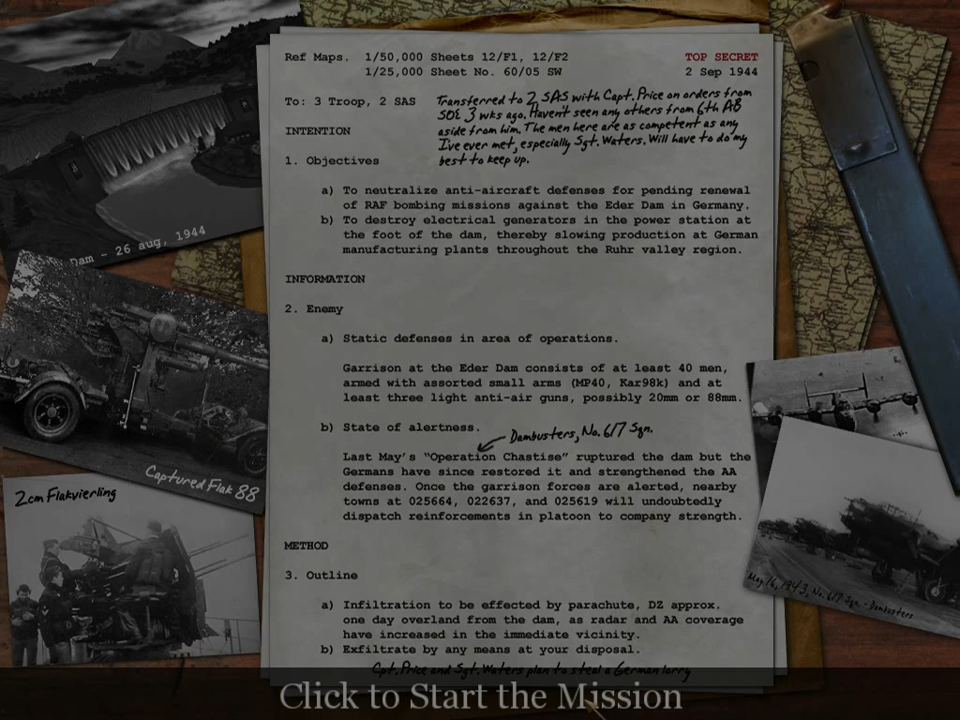 Ref Maps. 1/50,000 Sheets 12/F1, 12/F2
1/25,000 Sheet No. 60/05 SW
TOP SECRET
2 Sep 1944
To: 3 Troop, 2 SAS
Transferred to 2 SAS with Capt. Price on orders from
SOE 3 wks ago. Haven't seen any others from 6th AB
aside from him. The men here are as competent as any
I've ever met, especially Sgt. Waters. Will have to do my
best to keep up.
INTENTION
1. Objectives
a) To neutralize anti-aircraft defenses for pending renewal
of RAF bombing missions against the Eder Dam in Germany.
b) To destroy electrical generators in the power station at
the foot of the dam, thereby slowing production at German
manufacturing plants throughout the Ruhr valley region.
INFORMATION
2. Enemy
a) Static defenses in area of operations.
Garrison at the Eder Dam consists of at least 40 men,
armed with assorted small arms (MP40, Kar98k) and at
least three light anti-air guns, possibly 20mm or 88mm.
b) State of alertness.
Dambusters, No. 617 Sqn.
Last May's “Operation Chastise” ruptured the dam but the
Germans have since restored it and strengthened the AA
defenses. Once the garrison forces are alerted, nearby
towns at 025664, 022637, and 025619 will undoubtedly
dispatch reinforcements in platoon to company strength.
METHOD
3. Outline
a) Infiltration to be effected by parachute, DZ approx.
one day overland from the dam, as radar and AA coverage
have increased in the immediate vicinity.
b) Exfiltrate by any means at your disposal.
Cpt. Price and Sgt. Waters plan to steal a German lorry
Dam - 26 aug, 1944
Captured Flak 88
2cm Flakvierling
May 16, 1943, No. 617 Sqn. - Dambusters
Click to Start the Mission